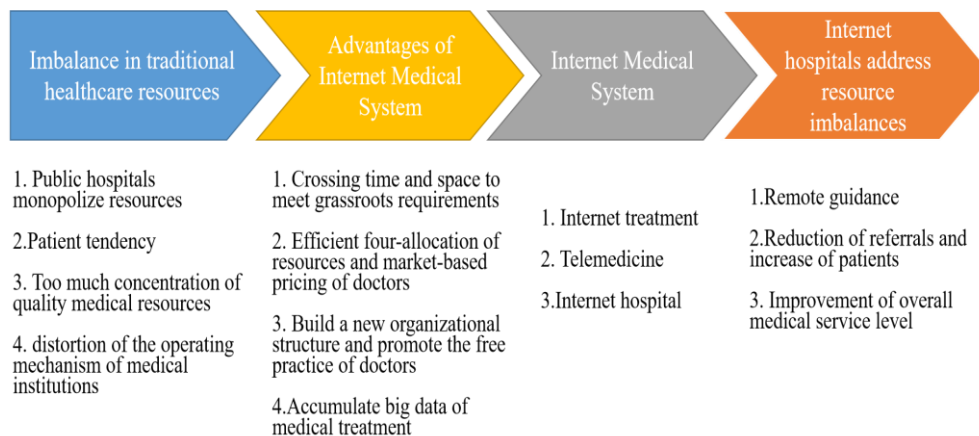 Imbalance in traditional
healthcare resources
Advantages of
Internet Medical
System
Internet Medical
System
Internet
hospitals address
resource
imbalances
1. Public hospitals
monopolize resources
2.Patient tendency
3. Too much concentration of
quality medical resources
4. distortion of the operating
mechanism of medical
institutions
1. Crossing time and space to
meet grassroots requirements
2. Efficient four-allocation of
resources and market-based
pricing of doctors
3. Build a new organizational
structure and promote the free
practice of doctors
4.Accumulate big data of
medical treatment
1. Internet treatment
2. Telemedicine
3.Internet hospital
1.Remote guidance
2.Reduction of referrals and
increase of patients
3. Improvement of overall
medical service level